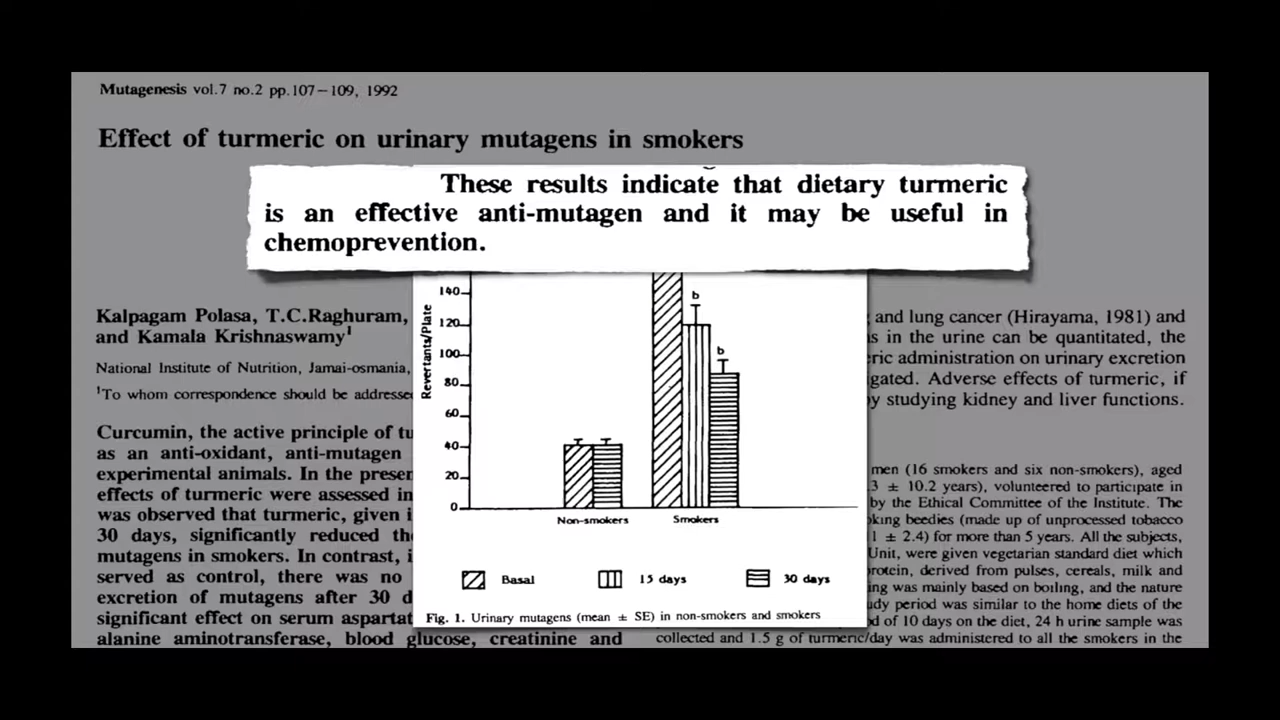 Mutagenesis vol.7 no.2 pp.107–109, 1992
Effect of turmeric on urinary mutagens in smokers
These results indicate that dietary turmeric
is an effective anti-mutagen and it may be useful in
chemoprevention.
Kalpagam Polasa, T.C.Raghuram,
and Kamala Krishnaswamy¹
National Institute of Nutrition, Jamai-osmania,
¹To whom correspondence should be addresse
Curcumin, the active principle of tu
as an anti-oxidant, anti-mutagen
experimental animals. In the presen
effects of turmeric were assessed in
was observed that turmeric, given i
30 days, significantly reduced th
mutagens in smokers. In contrast, i
served as control, there was no
excretion of mutagens after 30 d
significant effect on serum aspartat
alanine aminotransferase, blood glucose, creatinine and
Revertants/Plate
140
120
100
80
60
40
20
0
b
b
Non-smokers
Smokers
Basal
15 days
30 days
Fig. 1. Urinary mutagens (mean ± SE) in non-smokers and smokers
and lung cancer (Hirayama, 1981) and
s in the urine can be quantitated, the
ric administration on urinary excretion
gated. Adverse effects of turmeric, if
y studying kidney and liver functions.
men (16 smokers and six non-smokers), aged
3 ± 10.2 years), volunteered to participate in
by the Ethical Committee of the Institute. The
king beedies (made up of unprocessed tobacco
1 ± 2.4) for more than 5 years. All the subjects,
Unit, were given vegetarian standard diet which
rotein, derived from pulses, cereals, milk and
ing was mainly based on boiling, and the nature
udy period was similar to the home diets of the
d of 10 days on the diet, 24 h urine sample was
collected and 1.5 g of turmeric/day was administered to all the smokers in the